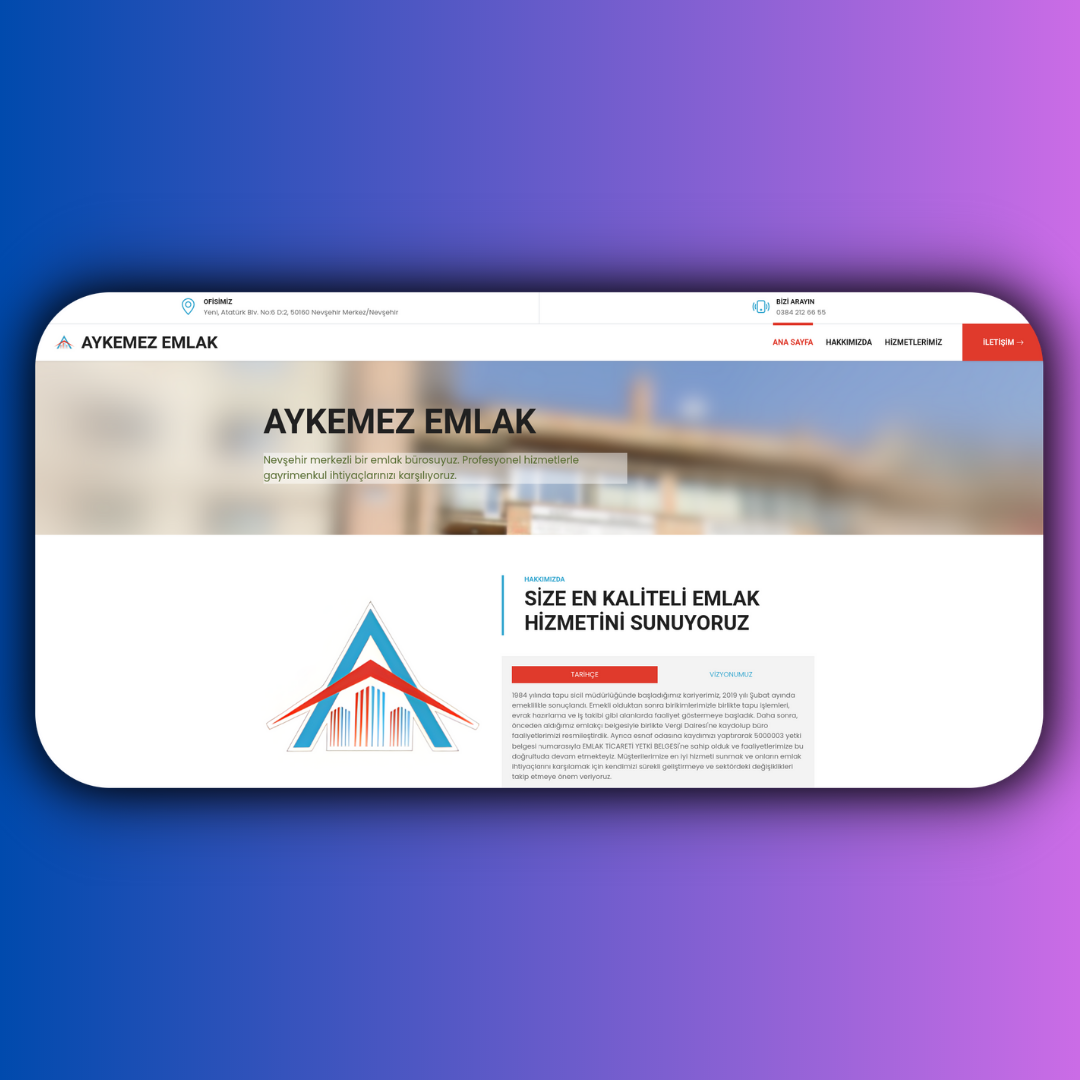 OFİSİMİZ
Yeni, Atatürk Blv. No:6 D:2, 50160 Nevşehir Merkez/Nevşehir
BİZİ ARAYIN
0384 212 66 55
AYKEMEZ EMLAK
ANA SAYFA HAKKIMIZDA HİZMETLERİMİZ İLETİŞİM →
AYKEMEZ EMLAK
Nevşehir merkezli bir emlak bürosuyuz. Profesyonel hizmetlerle
gayrimenkul ihtiyaçlarınızı karşılıyoruz.
HAKKIMIZDA
SİZE EN KALİTELİ EMLAK
HİZMETİNİ SUNUYORUZ
TARİHÇE VİZYONUMUZ
1984 yılında tapu sicil müdürlüğünde başladığımız kariyerimiz, 2019 yılı Şubat ayında
emeklilikle sonuçlandı. Emekli olduktan sonra birikimlerimizle birlikte tapu işlemleri,
evrak hazırlama ve iş takibi gibi alanlarda faaliyet göstermeye başladık. Daha sonra,
önceden aldığımız emlakçı belgesiyle birlikte Vergi Dairesi'ne kaydolup büro
faaliyetlerimizi resmileştirdik. Ayrıca esnaf odasına kaydımızı yaptırarak 5000003 yetki
belgesi numarasıyla EMLAK TİCARETİ YETKİ BELGESİ'ne sahip olduk ve faaliyetlerimize bu
doğrultuda devam etmekteyiz. Müşterilerimize en iyi hizmeti sunmak ve onların emlak
ihtiyaçlarını karşılamak için kendimizi sürekli geliştirmeye ve sektördeki değişiklikleri
takip etmeye önem veriyoruz.